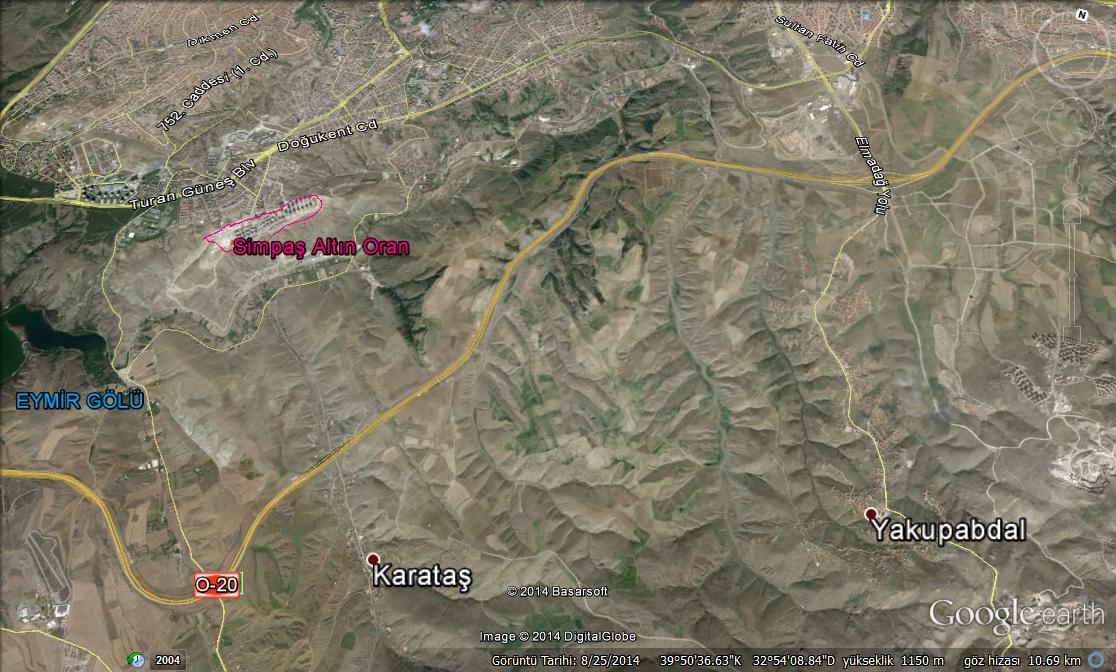 Dikmen Cd
Sultan Fatih Cd
N
752. Caddesi (1. Cd.)
Doğukent Cd
Elmadağ Yolu
Turan Güneş Blv
Simpaş Altın Oran
EYMİR GÖLÜ
Yakupabdal
O-20
Karataş
© 2014 Basarsoft
Google earth
Image © 2014 DigitalGlobe
2004
Görüntü Tarihi: 8/25/2014 39°50'36.63"K 32°54'08.84"D yükseklik 1150 m göz hizası 10.69 km